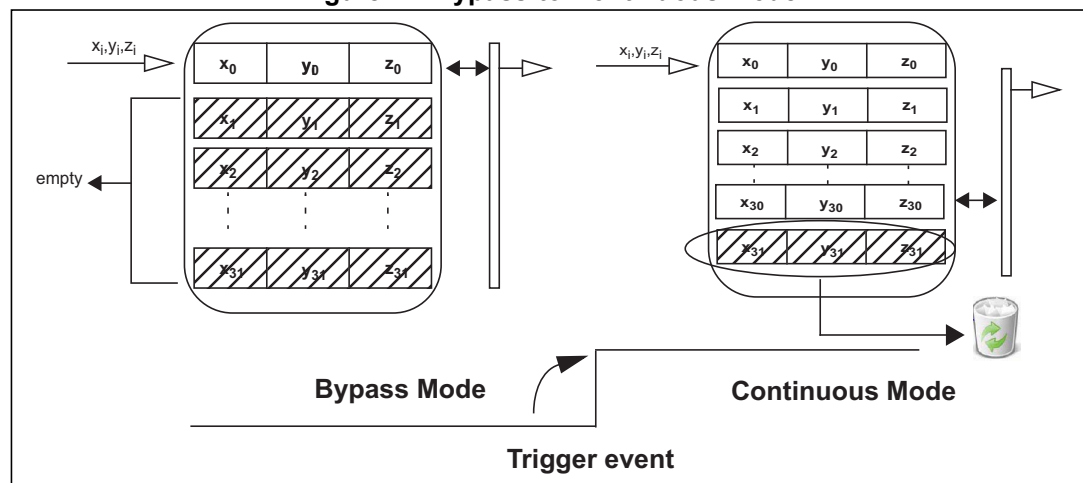 xi,yi,zi
x0 y0 z0
x1 y1 z1
x2 y2 z2
empty
x31 y31 z31
xi,yi,zi
x0 y0 z0
x1 y1 z1
x2 y2 z2
x30 y30 z30
x31 y31 z31
Bypass Mode
Continuous Mode
Trigger event